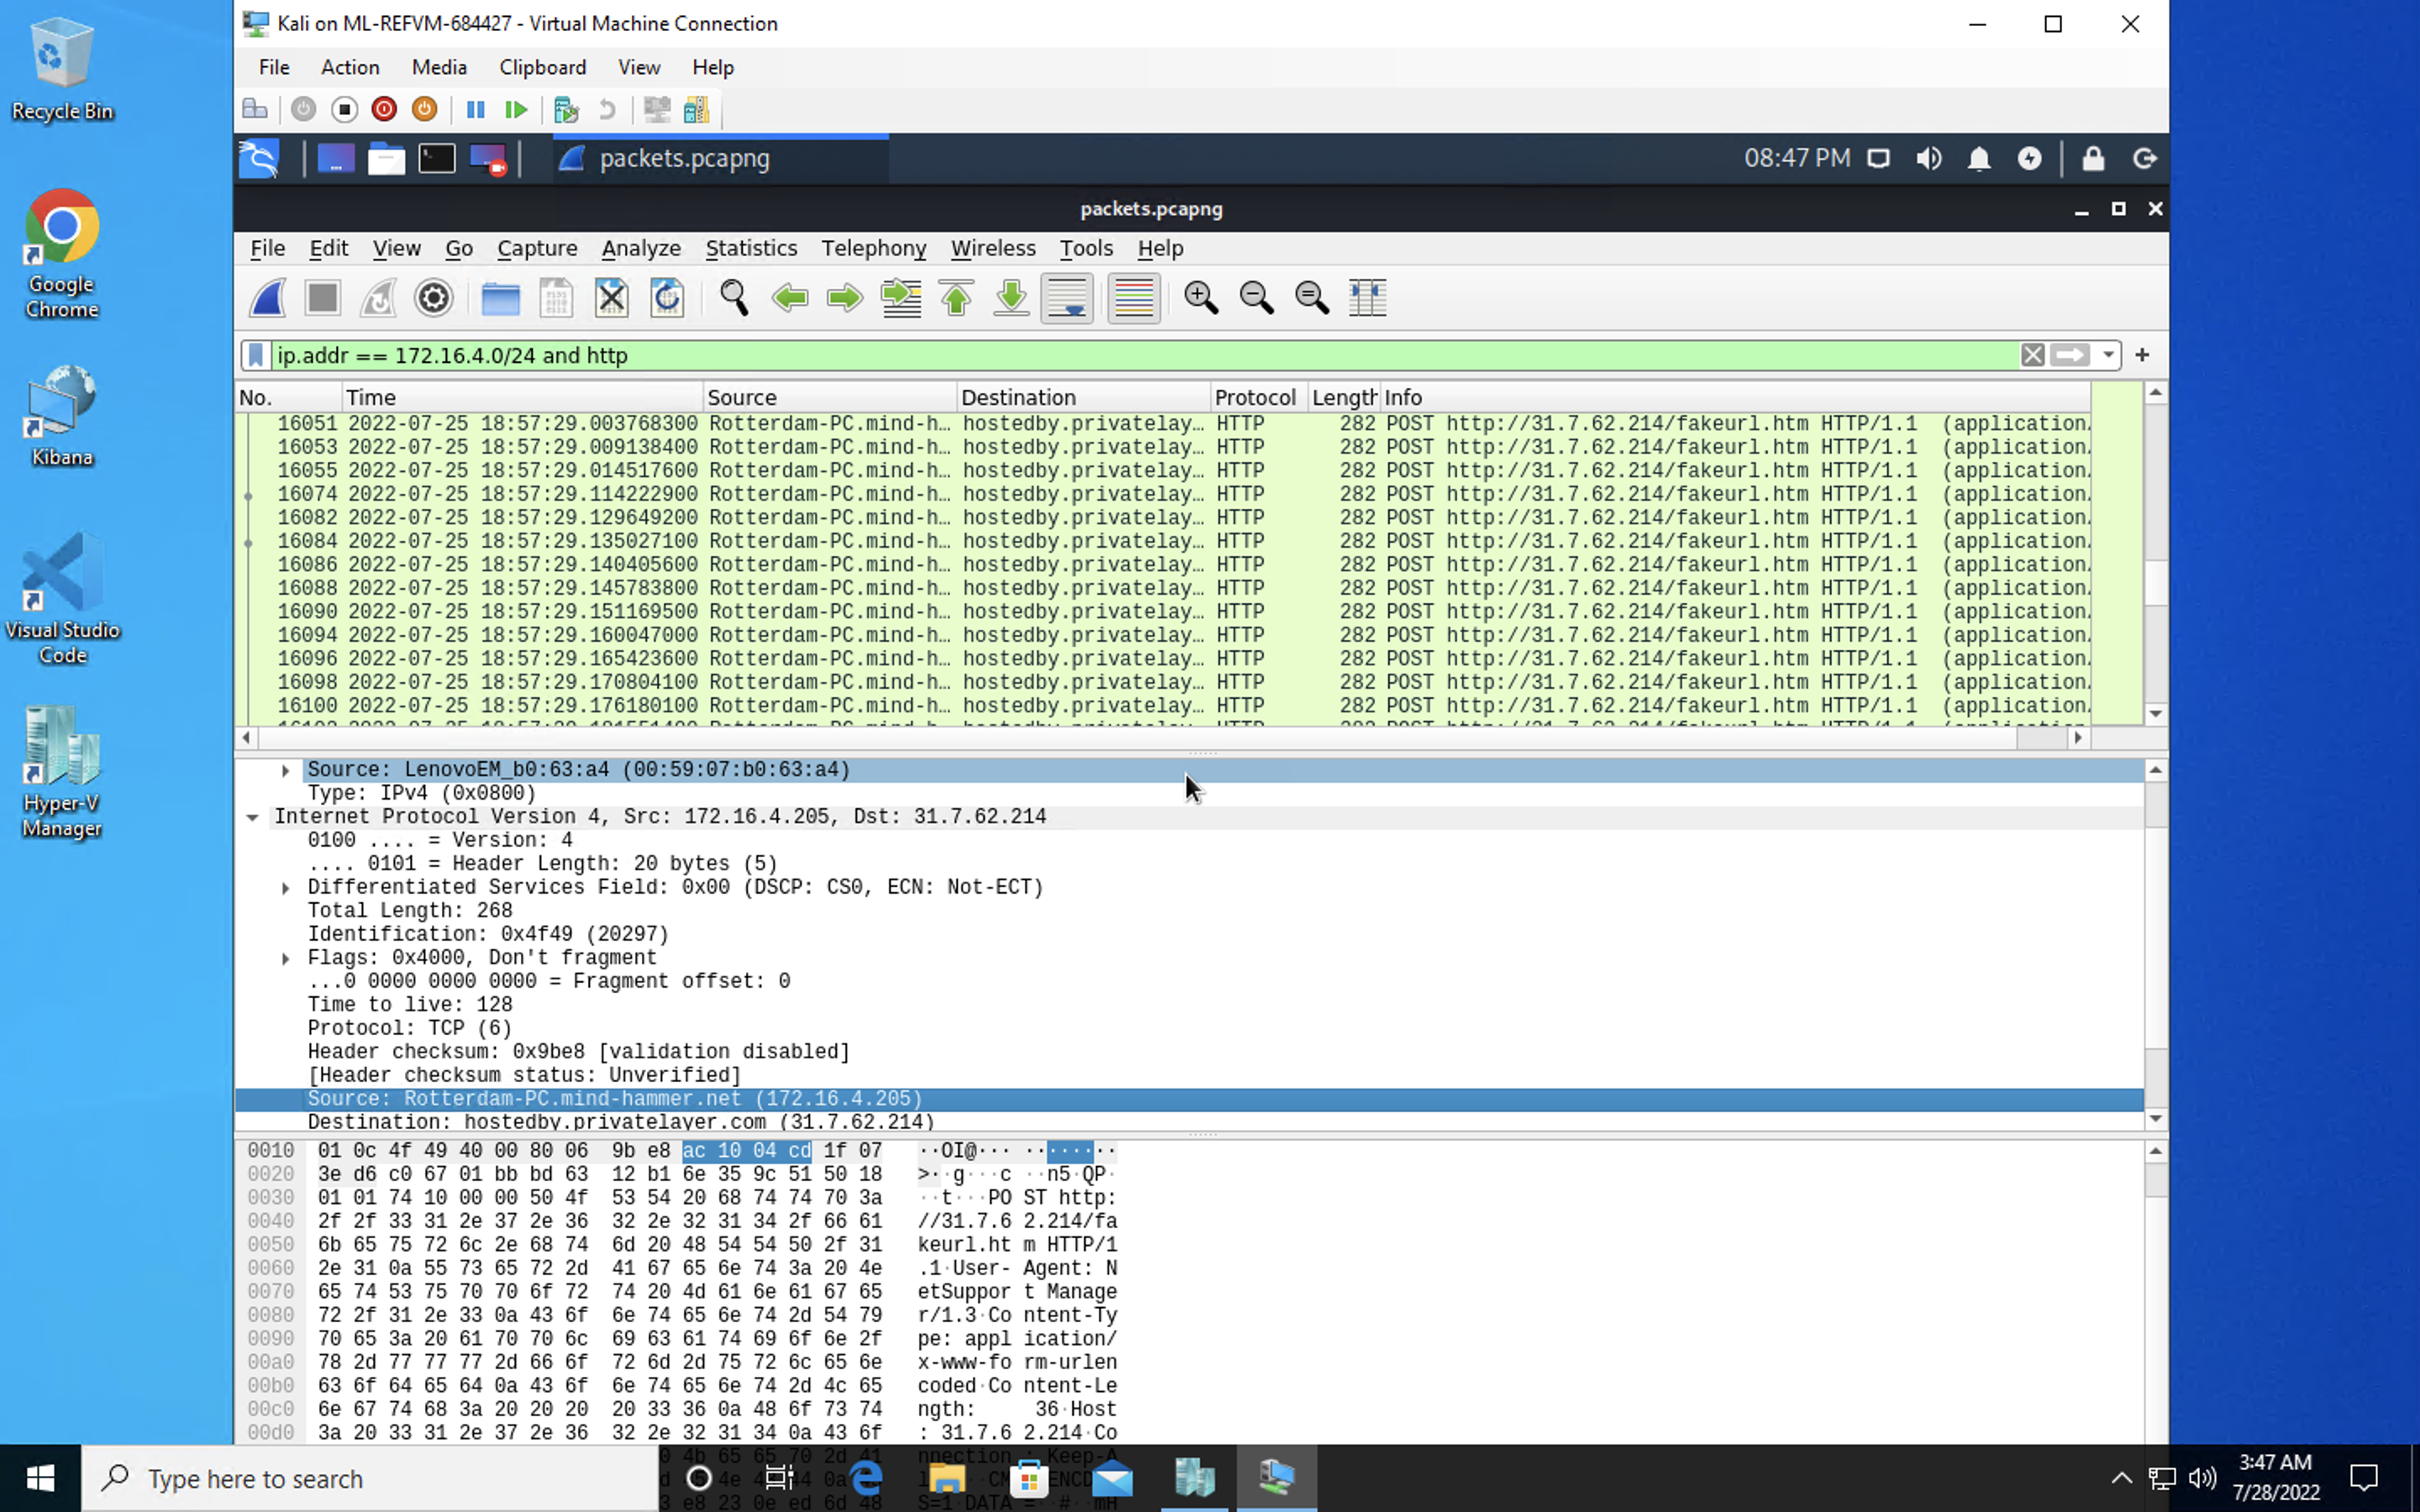 Recycle Bin
Google
Chrome
Kibana
Visual Studio
Code
Hyper-V
Manager
Kali on ML-REFVM-684427 - Virtual Machine Connection
File Action Media Clipboard View Help
packets.pcapng
08:47 PM
packets.pcapng
File Edit View Go Capture Analyze Statistics Telephony Wireless Tools Help
ip.addr == 172.16.4.0/24 and http
No. Time Source Destination Protocol Length Info
16051 2022-07-25 18:57:29.003768300 Rotterdam-PC.mind-h… hostedby.privatelay… HTTP 282 POST http://31.7.62.214/fakeurl.htm HTTP/1.1 (application
16053 2022-07-25 18:57:29.009138400 Rotterdam-PC.mind-h… hostedby.privatelay… HTTP 282 POST http://31.7.62.214/fakeurl.htm HTTP/1.1 (application
16055 2022-07-25 18:57:29.014517600 Rotterdam-PC.mind-h… hostedby.privatelay… HTTP 282 POST http://31.7.62.214/fakeurl.htm HTTP/1.1 (application
16074 2022-07-25 18:57:29.114222900 Rotterdam-PC.mind-h… hostedby.privatelay… HTTP 282 POST http://31.7.62.214/fakeurl.htm HTTP/1.1 (application
16082 2022-07-25 18:57:29.129649200 Rotterdam-PC.mind-h… hostedby.privatelay… HTTP 282 POST http://31.7.62.214/fakeurl.htm HTTP/1.1 (application
16084 2022-07-25 18:57:29.135027100 Rotterdam-PC.mind-h… hostedby.privatelay… HTTP 282 POST http://31.7.62.214/fakeurl.htm HTTP/1.1 (application
16086 2022-07-25 18:57:29.140405600 Rotterdam-PC.mind-h… hostedby.privatelay… HTTP 282 POST http://31.7.62.214/fakeurl.htm HTTP/1.1 (application
16088 2022-07-25 18:57:29.145783800 Rotterdam-PC.mind-h… hostedby.privatelay… HTTP 282 POST http://31.7.62.214/fakeurl.htm HTTP/1.1 (application
16090 2022-07-25 18:57:29.151169500 Rotterdam-PC.mind-h… hostedby.privatelay… HTTP 282 POST http://31.7.62.214/fakeurl.htm HTTP/1.1 (application
16094 2022-07-25 18:57:29.160047000 Rotterdam-PC.mind-h… hostedby.privatelay… HTTP 282 POST http://31.7.62.214/fakeurl.htm HTTP/1.1 (application
16096 2022-07-25 18:57:29.165423600 Rotterdam-PC.mind-h… hostedby.privatelay… HTTP 282 POST http://31.7.62.214/fakeurl.htm HTTP/1.1 (application
16098 2022-07-25 18:57:29.170804100 Rotterdam-PC.mind-h… hostedby.privatelay… HTTP 282 POST http://31.7.62.214/fakeurl.htm HTTP/1.1 (application
16100 2022-07-25 18:57:29.176180100 Rotterdam-PC.mind-h… hostedby.privatelay… HTTP 282 POST http://31.7.62.214/fakeurl.htm HTTP/1.1 (application
Source: LenovoEM_b0:63:a4 (00:59:07:b0:63:a4)
Type: IPv4 (0x0800)
Internet Protocol Version 4, Src: 172.16.4.205, Dst: 31.7.62.214
0100 .... = Version: 4
.... 0101 = Header Length: 20 bytes (5)
Differentiated Services Field: 0x00 (DSCP: CS0, ECN: Not-ECT)
Total Length: 268
Identification: 0x4f49 (20297)
Flags: 0x4000, Don't fragment
...0 0000 0000 0000 = Fragment offset: 0
Time to live: 128
Protocol: TCP (6)
Header checksum: 0x9be8 [validation disabled]
[Header checksum status: Unverified]
Source: Rotterdam-PC.mind-hammer.net (172.16.4.205)
Destination: hostedby.privatelayer.com (31.7.62.214)
0010 01 0c 4f 49 40 00 80 06 9b e8 ac 10 04 cd 1f 07 ··OI@··· ········
0020 3e d6 c0 67 01 bb bd 63 12 b1 6e 35 9c 51 50 18 >··g···c ··n5·QP·
0030 01 01 74 10 00 00 50 4f 53 54 20 68 74 74 70 3a ··t···PO ST http:
0040 2f 2f 33 31 2e 37 2e 36 32 2e 32 31 34 2f 66 61 //31.7.6 2.214/fa
0050 6b 65 75 72 6c 2e 68 74 6d 20 48 54 54 50 2f 31 keurl.ht m HTTP/1
0060 2e 31 0a 55 73 65 72 2d 41 67 65 6e 74 3a 20 4e .1·User- Agent: N
0070 65 74 53 75 70 70 6f 72 74 20 4d 61 6e 61 67 65 etSuppor t Manage
0080 72 2f 31 2e 33 0a 43 6f 6e 74 65 6e 74 2d 54 79 r/1.3·Co ntent-Ty
0090 70 65 3a 20 61 70 70 6c 69 63 61 74 69 6f 6e 2f pe: appl ication/
00a0 78 2d 77 77 77 2d 66 6f 72 6d 2d 75 72 6c 65 6e x-www-fo rm-urlen
00b0 63 6f 64 65 64 0a 43 6f 6e 74 65 6e 74 2d 4c 65 coded·Co ntent-Le
00c0 6e 67 74 68 3a 20 20 20 20 33 36 0a 48 6f 73 74 ngth: 36·Host
00d0 3a 20 33 31 2e 37 2e 36 32 2e 32 31 34 0a 43 6f : 31.7.6 2.214·Co
Type here to search
3:47 AM
7/28/2022